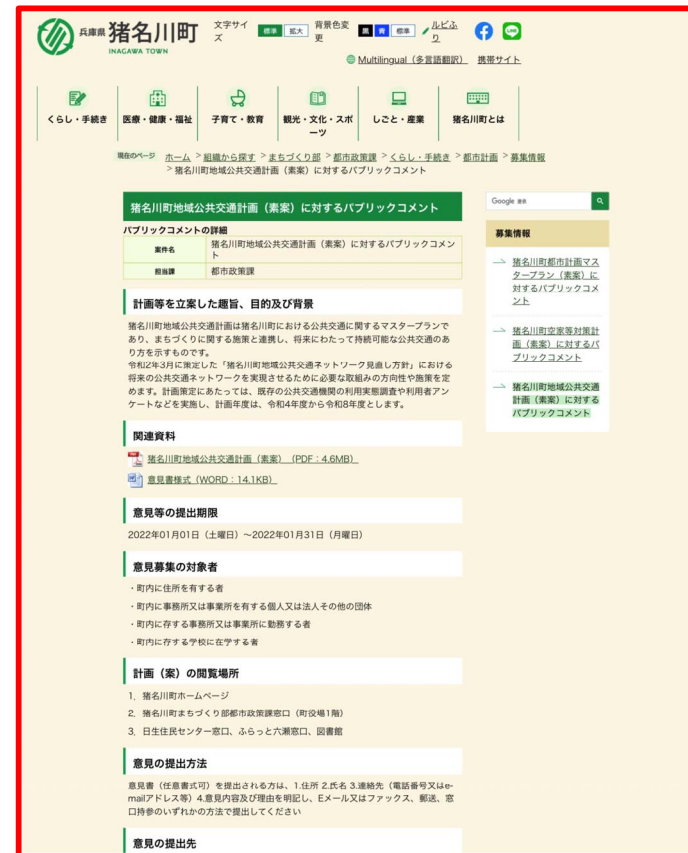 兵庫県 猪名川町
INAGAWA TOWN
文字サイズ 標準 拡大 背景色変更 黒 青 標準 ルビふり
Multilingual（多言語翻訳） 携帯サイト
くらし・手続き
医療・健康・福祉
子育て・教育
観光・文化・スポーツ
しごと・産業
猪名川町とは
現在のページ ホーム > 組織から探す > まちづくり部 > 都市政策課 > くらし・手続き > 都市計画 > 募集情報
> 猪名川町地域公共交通計画（素案）に対するパブリックコメント
猪名川町地域公共交通計画（素案）に対するパブリックコメント
パブリックコメントの詳細
案件名 猪名川町地域公共交通計画（素案）に対するパブリックコメン
ト
担当課 都市政策課
計画等を立案した趣旨、目的及び背景
猪名川町地域公共交通計画は猪名川町における公共交通に関するマスタープランで
あり、まちづくりに関する施策と連携し、将来にわたって持続可能な公共交通のあ
り方を示すものです。
令和2年3月に策定した「猪名川町地域公共交通ネットワーク見直し方針」における
将来の公共交通ネットワークを実現させるために必要な取組みの方向性や施策を定
めます。計画策定にあたっては、既存の公共交通機関の利用実態調査や利用者アン
ケートなどを実施し、計画年度は、令和4年度から令和8年度とします。
関連資料
猪名川町地域公共交通計画（素案）（PDF：4.6MB）
意見書様式（WORD：14.1KB）
意見等の提出期限
2022年01月01日（土曜日）～2022年01月31日（月曜日）
意見募集の対象者
・町内に住所を有する者
・町内に事務所又は事業所を有する個人又は法人その他の団体
・町内に存する事務所又は事業所に勤務する者
・町内に存する学校に在学する者
計画（案）の閲覧場所
1．猪名川町ホームページ
2．猪名川町まちづくり部都市政策課窓口（町役場1階）
3．日生住民センター窓口、ふらっと六瀬窓口、図書館
意見の提出方法
意見書（任意書式可）を提出される方は、1.住所 2.氏名 3.連絡先（電話番号又はe-
mailアドレス等）4.意見内容及び理由を明記し、Eメール又はファックス、郵送、窓
口持参のいずれかの方法で提出してください
意見の提出先
Google 検索
募集情報
猪名川町都市計画マス
タープラン（素案）に
対するパブリックコメ
ント
猪名川町空家等対策計
画（素案）に対するパ
ブリックコメント
猪名川町地域公共交通
計画（素案）に対する
パブリックコメント